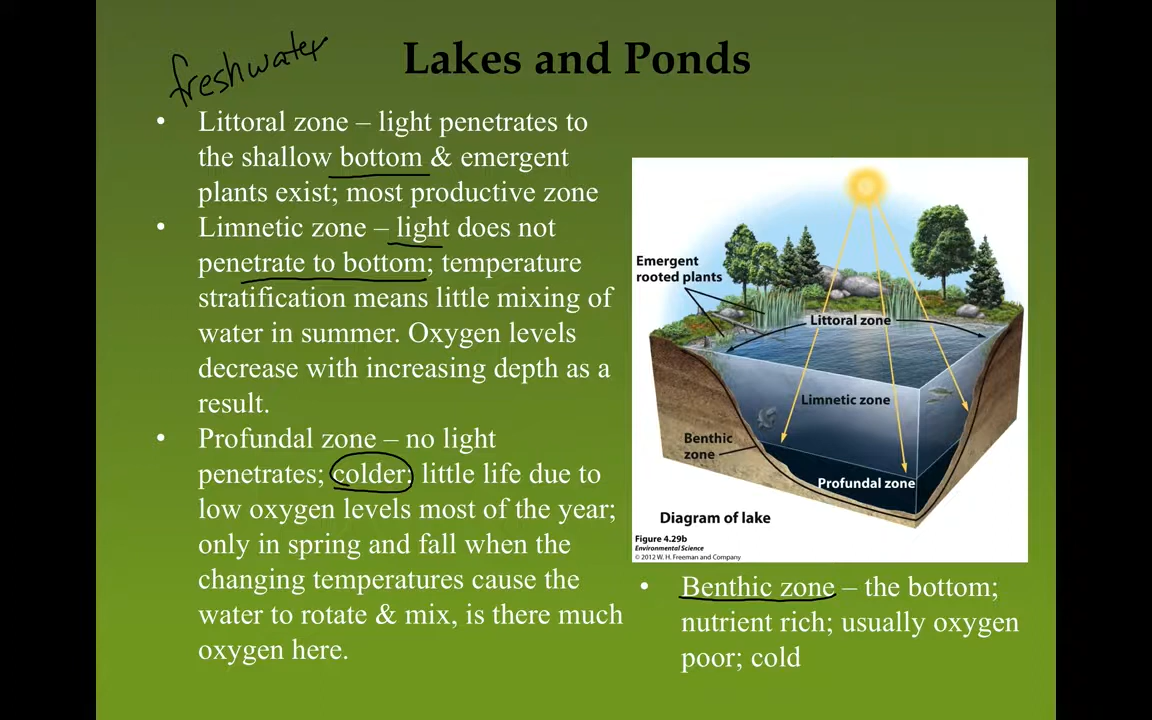 freshwater
Lakes and Ponds
• Littoral zone – light penetrates to
the shallow bottom & emergent
plants exist; most productive zone
• Limnetic zone – light does not
penetrate to bottom; temperature
stratification means little mixing of
water in summer. Oxygen levels
decrease with increasing depth as a
result.
• Profundal zone – no light
penetrates; colder; little life due to
low oxygen levels most of the year;
only in spring and fall when the
changing temperatures cause the
water to rotate & mix, is there much
oxygen here.
Emergent
rooted plants
Littoral zone
Limnetic zone
Benthic
zone
Profundal zone
Diagram of lake
Figure 4.29b
Environmental Science
© 2012 W. H. Freeman and Company
• Benthic zone – the bottom;
nutrient rich; usually oxygen
poor; cold